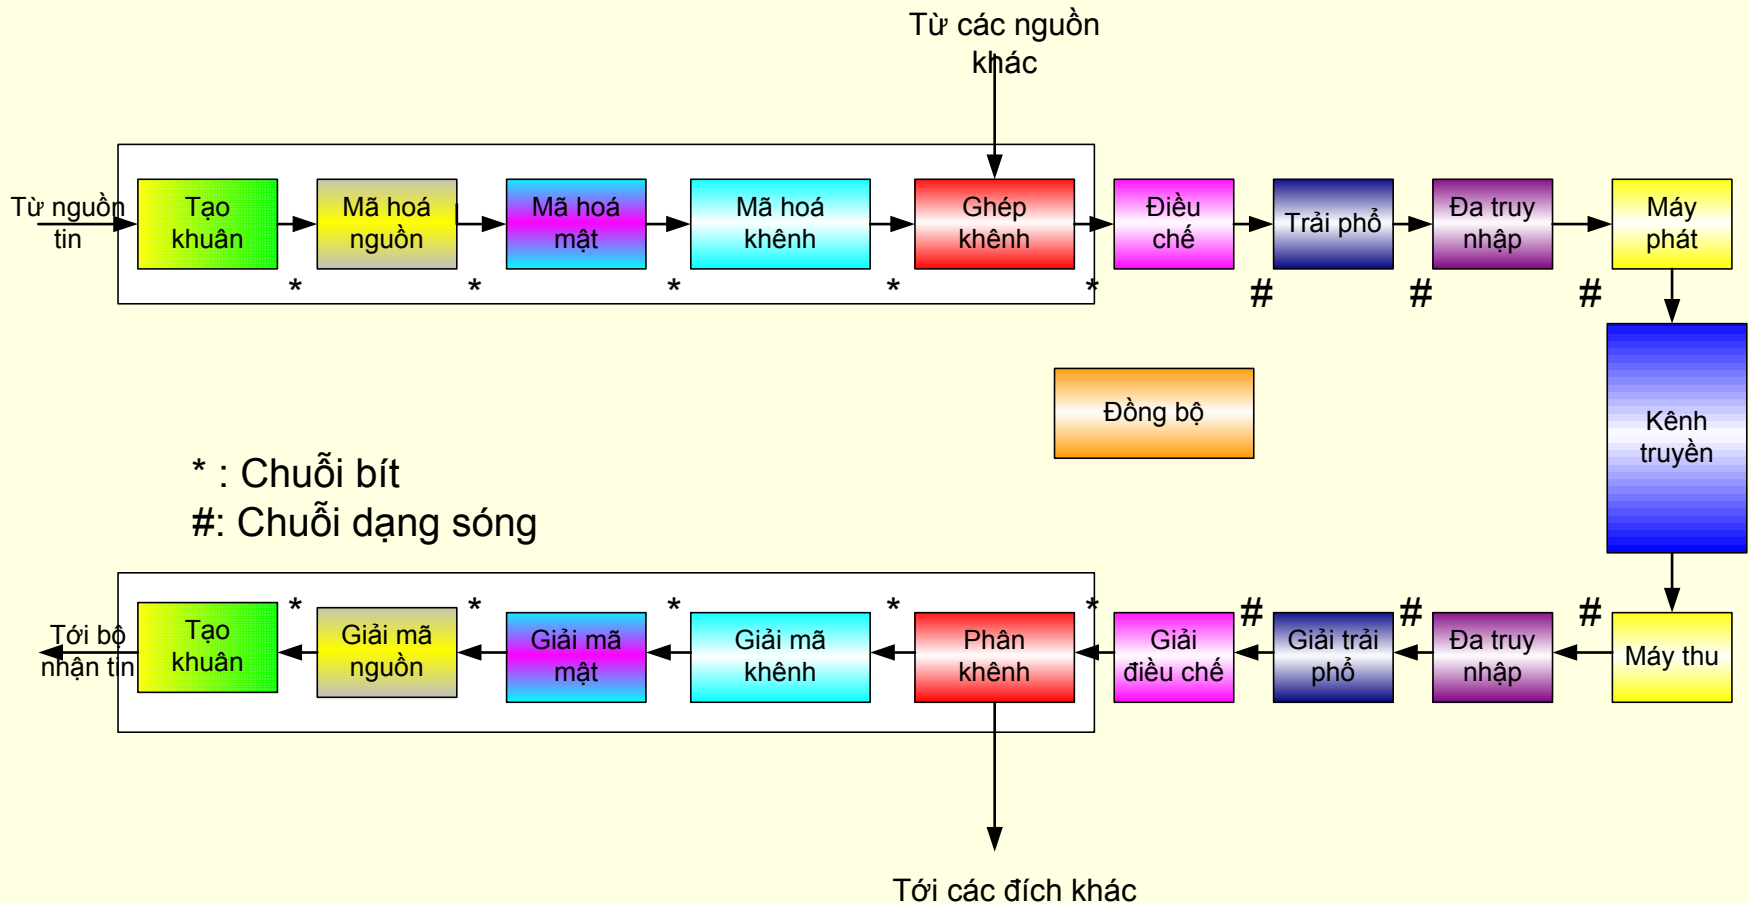 Từ các nguồn
khác
Từ nguồn
tin
Tạo
khuân
*
Mã hoá
nguồn
*
Mã hoá
mật
*
Mã hoá
khênh
*
Ghép
khênh
*
Điều
chế
#
Trải phổ
#
Đa truy
nhập
#
Máy
phát
Đồng bộ
Kênh
truyền
* : Chuỗi bít
#: Chuỗi dạng sóng
Tới bộ
nhận tin
Tạo
khuân
*
Giải mã
nguồn
*
Giải mã
mật
*
Giải mã
khênh
*
Phân
khênh
*
Giải
điều chế
#
Giải trải
phổ
#
Đa truy
nhập
#
Máy thu
Tới các đích khác